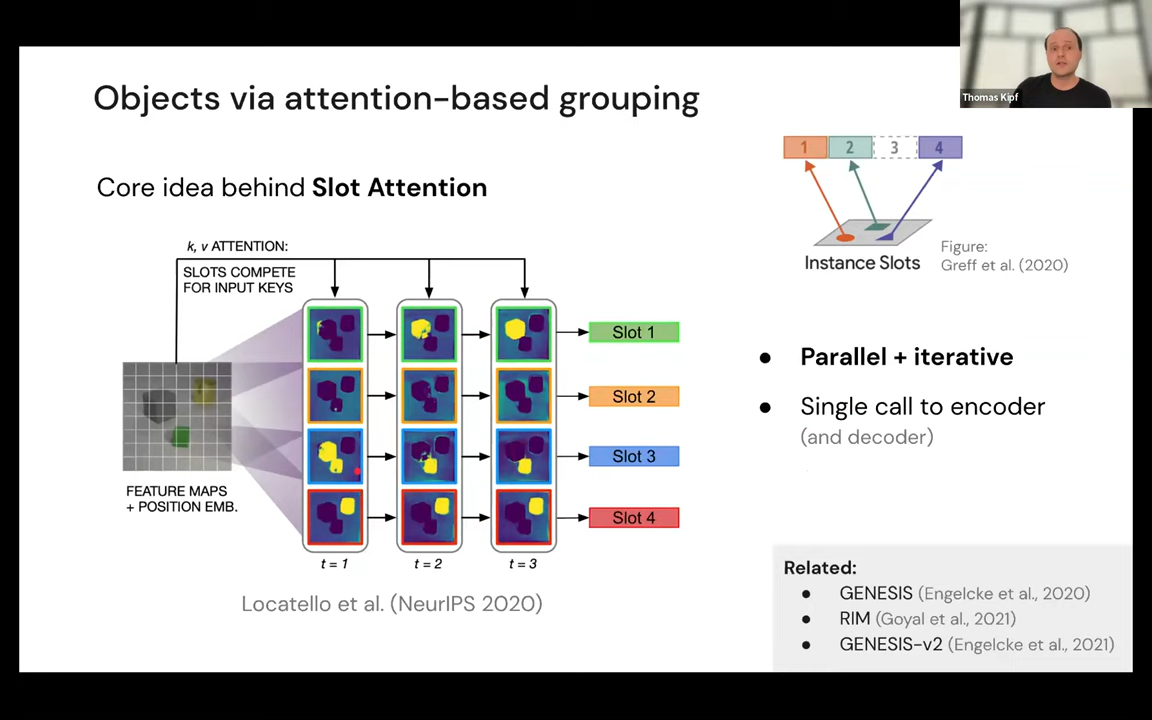 Thomas Kipf
Objects via attention-based grouping
Core idea behind Slot Attention
k, v ATTENTION:
SLOTS COMPETE
FOR INPUT KEYS
FEATURE MAPS
+ POSITION EMB.
Slot 1
Slot 2
Slot 3
Slot 4
t = 1
t = 2
t = 3
Locatello et al. (NeurIPS 2020)
1 2 3 4
Instance Slots
Figure:
Greff et al. (2020)
● Parallel + iterative
● Single call to encoder
(and decoder)
Related:
● GENESIS (Engelcke et al., 2020)
● RIM (Goyal et al., 2021)
● GENESIS-v2 (Engelcke et al., 2021)